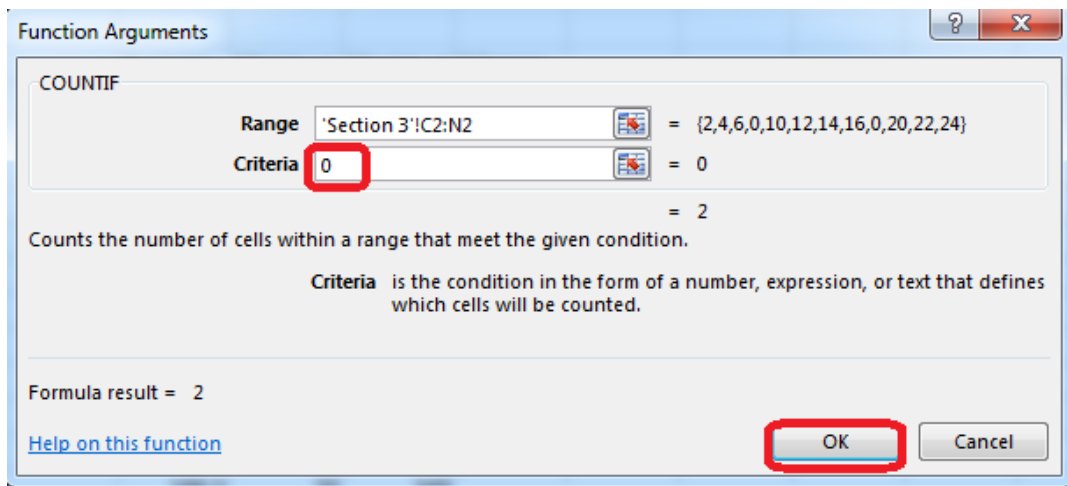 Function Arguments
? X
COUNTIF
Range 'Section 3'!C2:N2 = {2,4,6,0,10,12,14,16,0,20,22,24}
Criteria 0 = 0
= 2
Counts the number of cells within a range that meet the given condition.
Criteria is the condition in the form of a number, expression, or text that defines
which cells will be counted.
Formula result = 2
Help on this function
OK Cancel